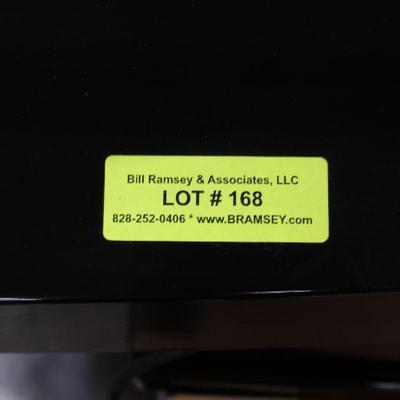 Bill Ramsey & Associates, LLC
LOT # 168
828-252-0406 * www.BRAMSEY.com